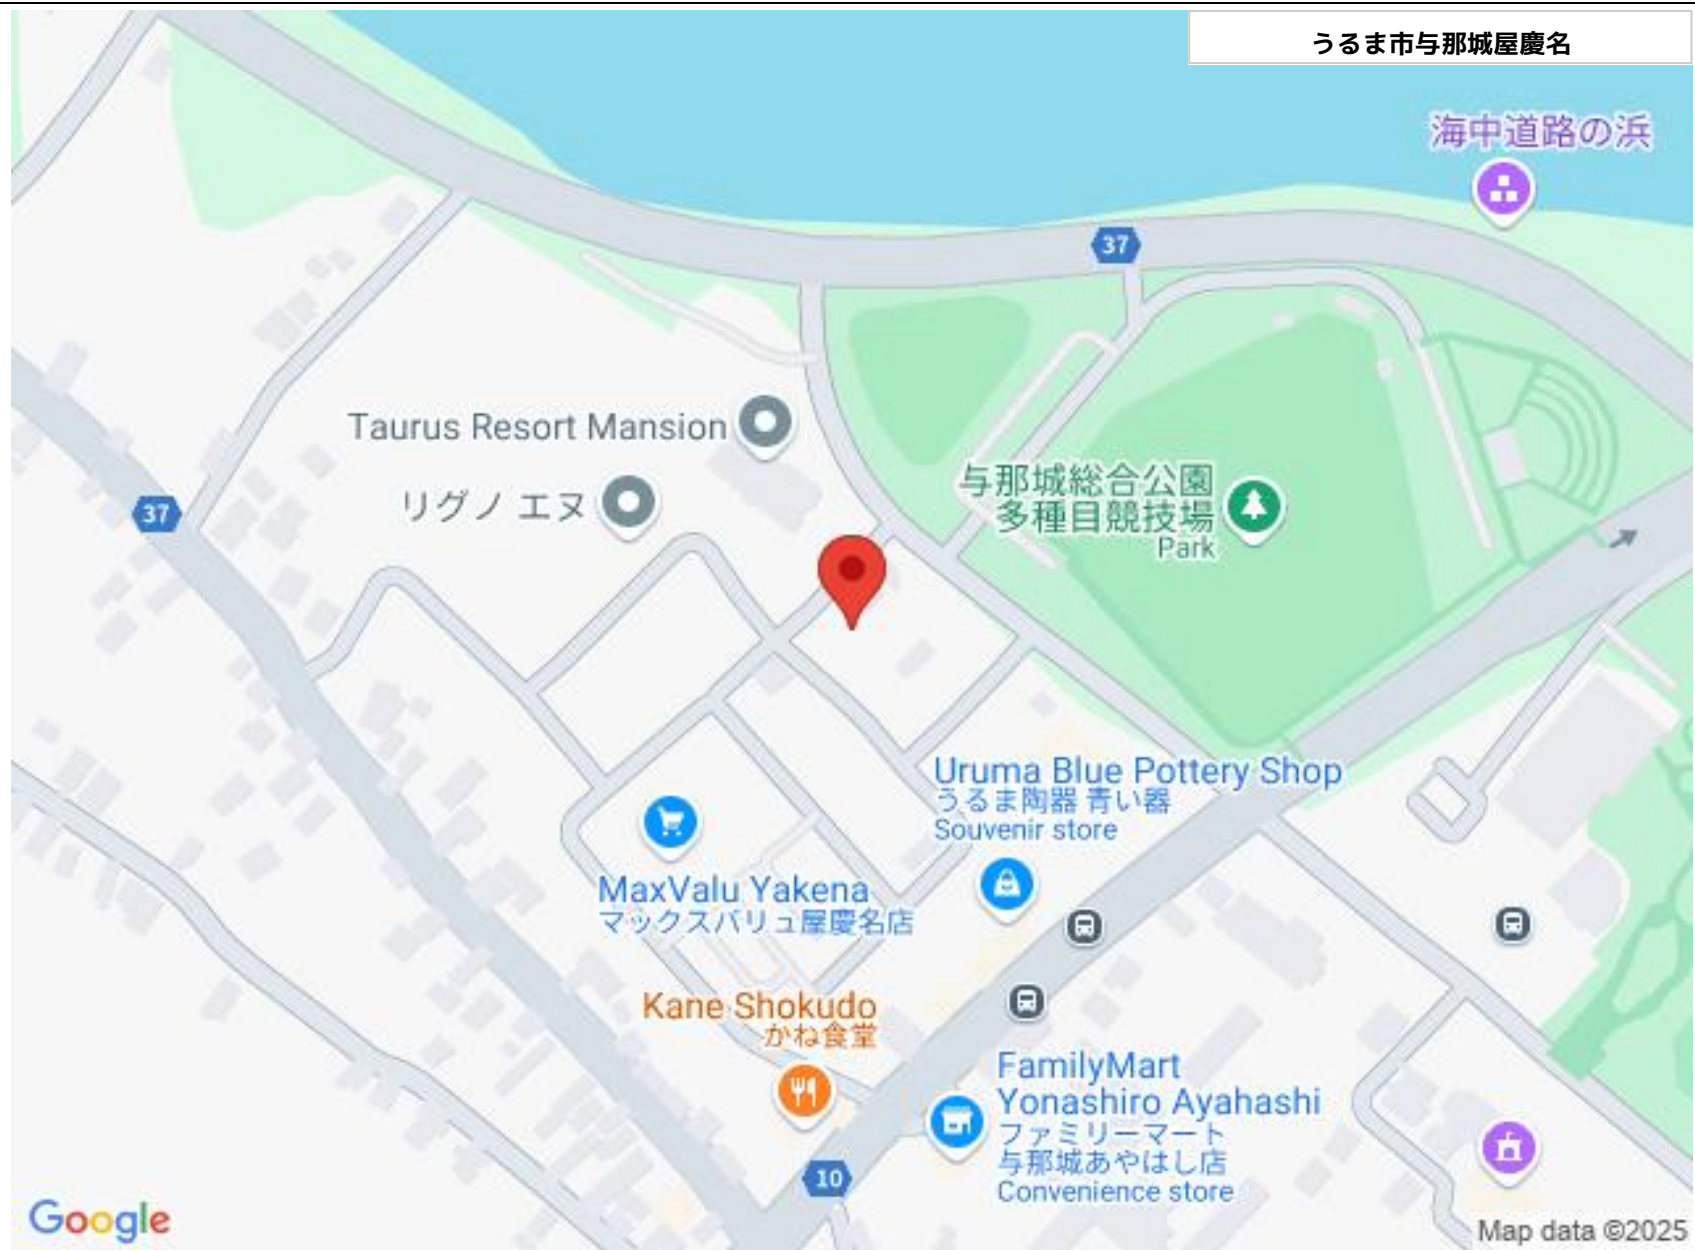 うるま市与那城屋慶名
海中道路の浜
37
Taurus Resort Mansion
リグノ エヌ
37
与那城総合公園
多種目競技場
Park
Uruma Blue Pottery Shop
うるま陶器 青い器
Souvenir store
MaxValu Yakena
マックスバリュ屋慶名店
Kane Shokudo
かね食堂
FamilyMart
Yonashiro Ayahashi
ファミリーマート
与那城あやはし店
Convenience store
10
Google
Map data ©2025